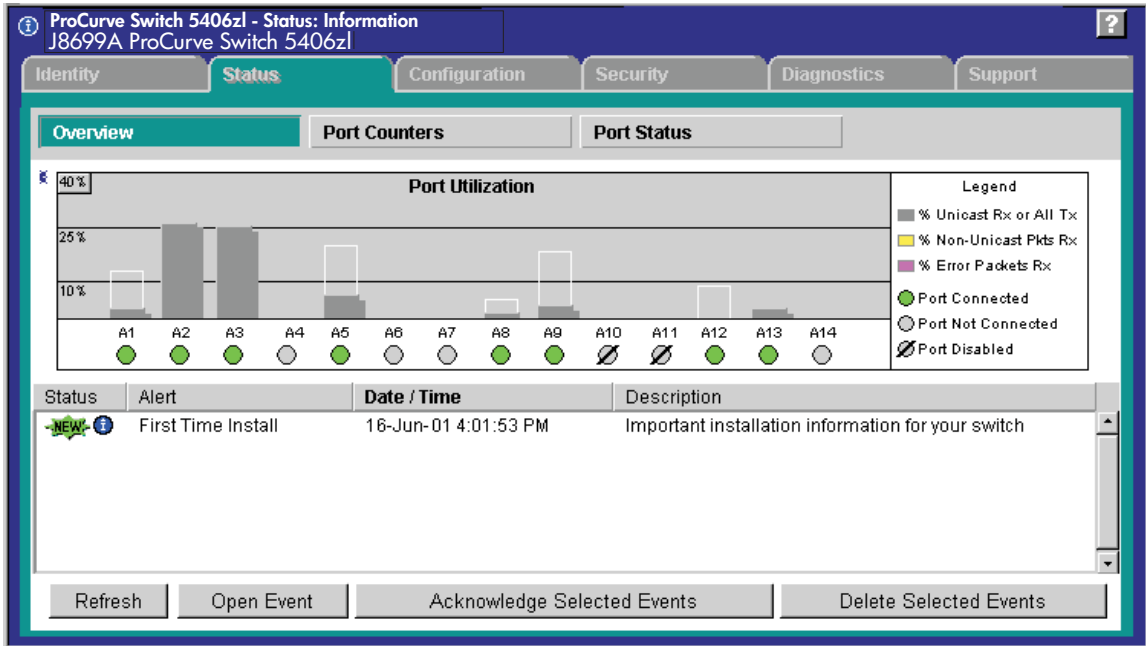 ProCurve Switch 5406zl - Status: Information
J8699A ProCurve Switch 5406zl
?
Identity Status Configuration Security Diagnostics Support
Overview Port Counters Port Status
40% Port Utilization
25%
10%
A1 A2 A3 A4 A5 A6 A7 A8 A9 A10 A11 A12 A13 A14
Legend
% Unicast Rx or All Tx
% Non-Unicast Pkts Rx
% Error Packets Rx
Port Connected
Port Not Connected
Port Disabled
Status Alert Date / Time Description
NEW! i First Time Install 16-Jun-01 4:01:53 PM Important installation information for your switch
Refresh Open Event Acknowledge Selected Events Delete Selected Events